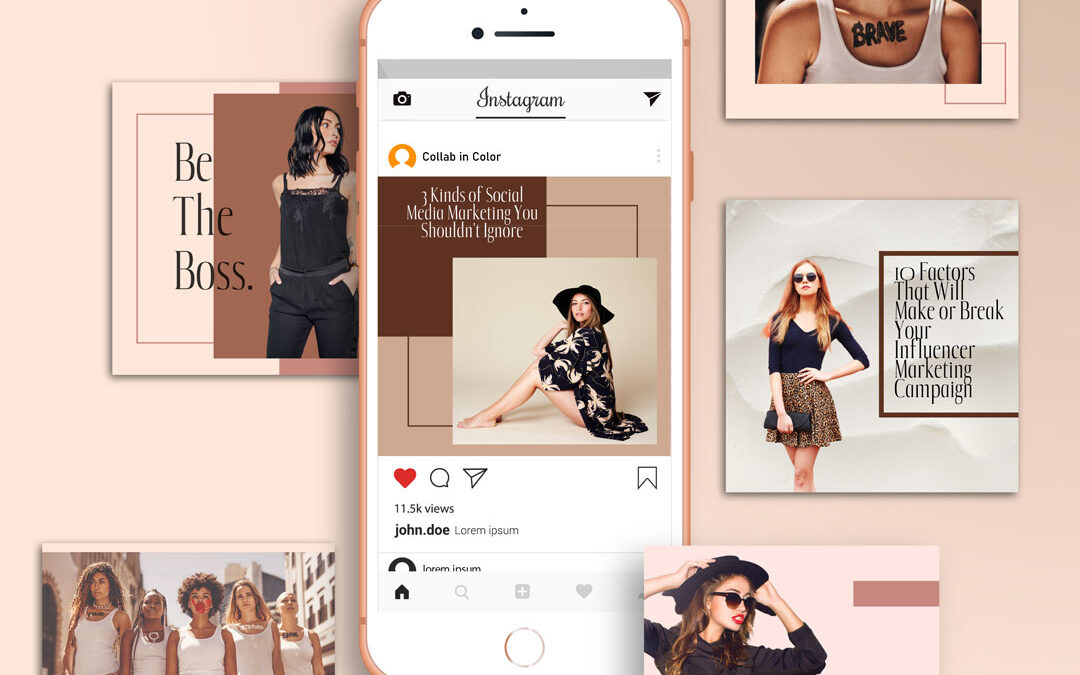 BRAVE
Instagram
Collab in Color
Be
The
Boss.
3 Kinds of Social
Media Marketing You
Shouldn't Ignore
10 Factors
That Will
Make or Break
Your
Influencer
Marketing
Campaign
11.5k views
john.doe Lorem ipsum
lorem ipsum